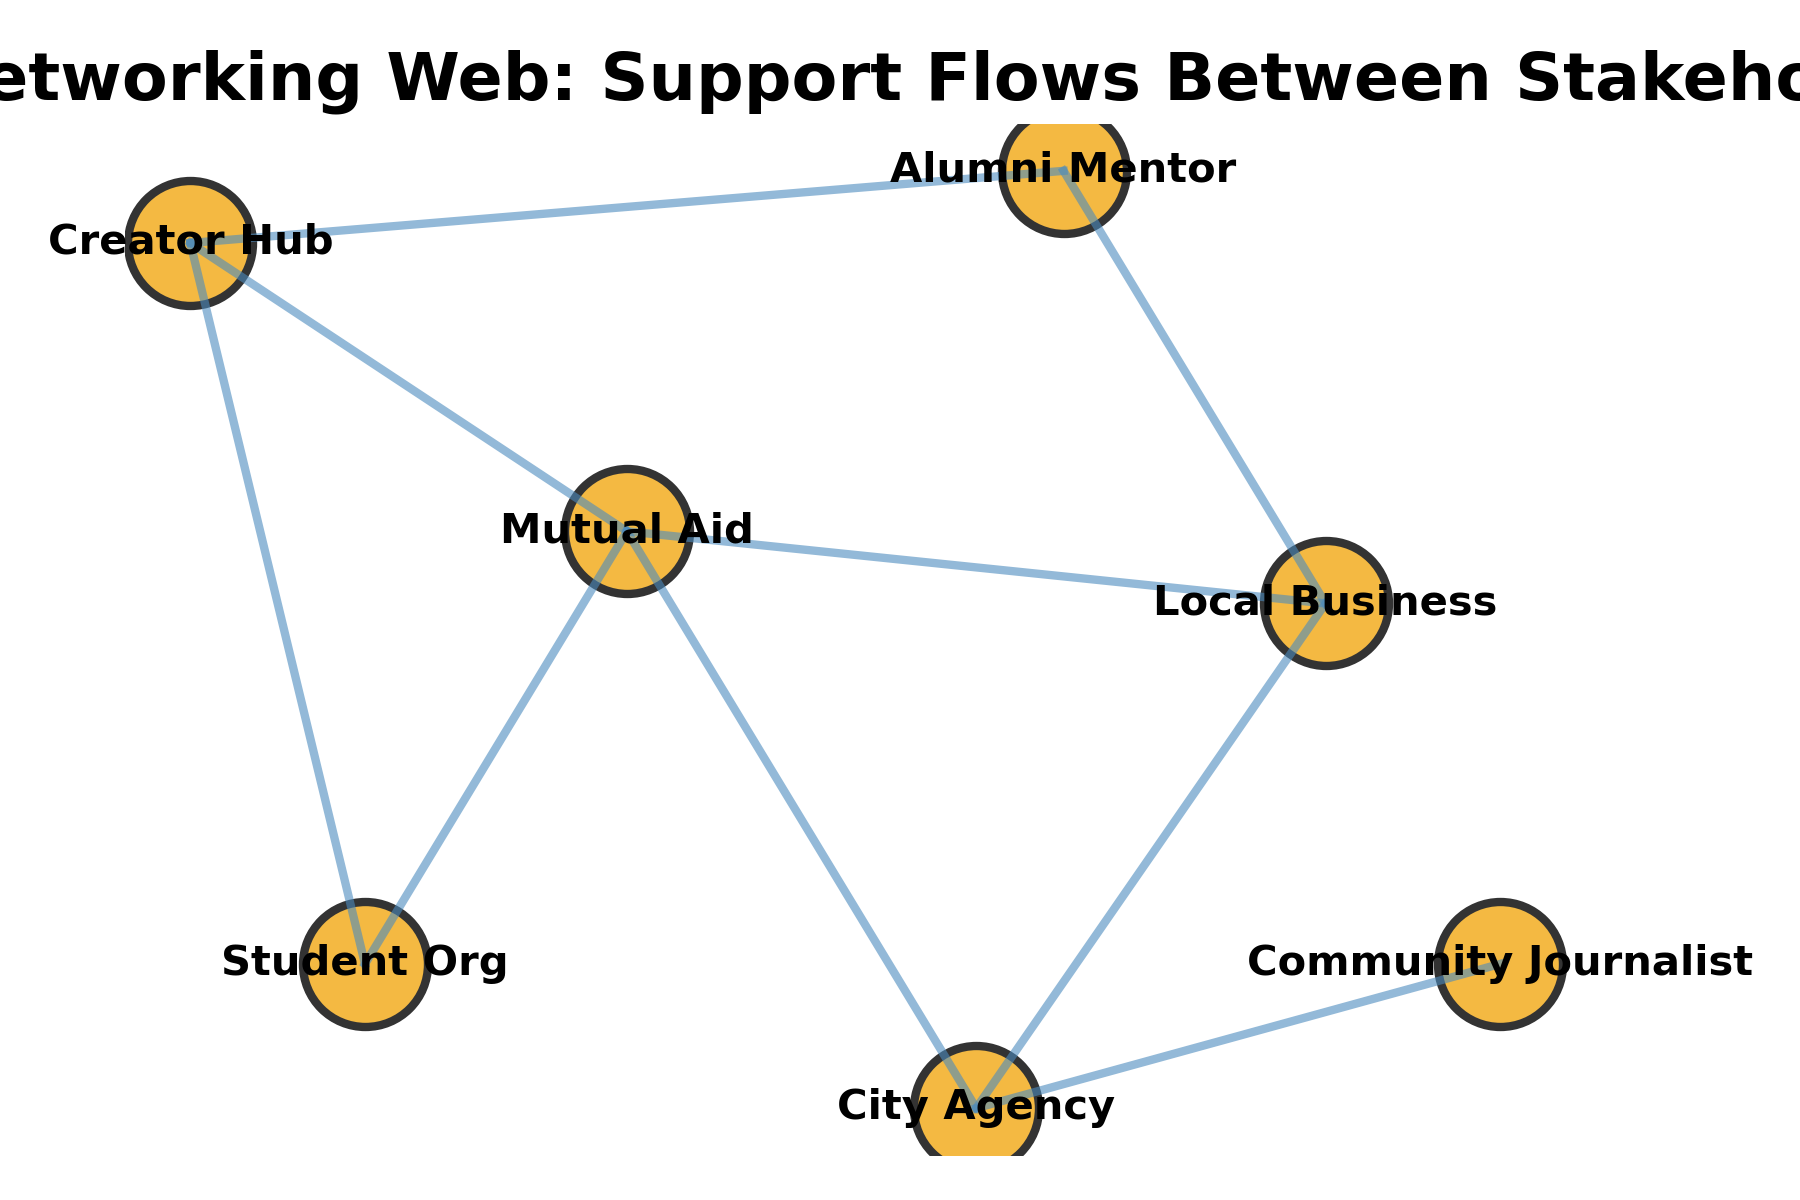 etworking Web: Support Flows Between Stakeho
Alumni Mentor
Creator Hub
Mutual Aid
Local Business
Student Org
Community Journalist
City Agency